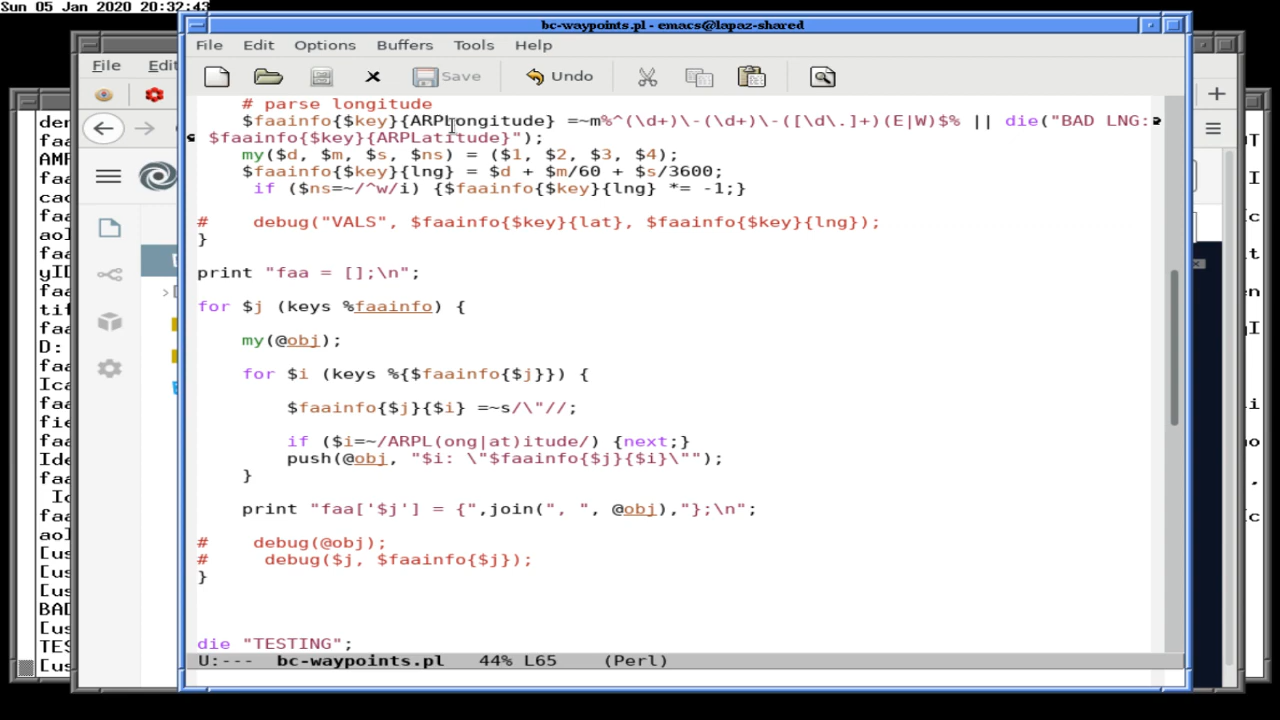 Sun 05 Jan 2020 20:32:43
bc-waypoints.pl - emacs@lapaz-shared
File Edit Options Buffers Tools Help
Save Undo
# parse longitude
$faainfo{$key}{ARPLongitude} =~m%^(\d+)\-(\d+)\-([\d\.]+)(E|W)$% || die("BAD LNG:
$faainfo{$key}{ARPLatitude}");
my($d, $m, $s, $ns) = ($1, $2, $3, $4);
$faainfo{$key}{lng} = $d + $m/60 + $s/3600;
if ($ns=~/^w/i) {$faainfo{$key}{lng} *= -1;}
# debug("VALS", $faainfo{$key}{lat}, $faainfo{$key}{lng});
}
print "faa = [];\n";
for $j (keys %faainfo) {
my(@obj);
for $i (keys %{$faainfo{$j}}) {
$faainfo{$j}{$i} =~s/\"//;
if ($i=~/ARPL(ong|at)itude/) {next;}
push(@obj, "$i: \"$faainfo{$j}{$i}\"");
}
print "faa['$j'] = {",join(", ", @obj),"};\n";
# debug(@obj);
# debug($j, $faainfo{$j});
}
die "TESTING";
U:--- bc-waypoints.pl 44% L65 (Perl)
File